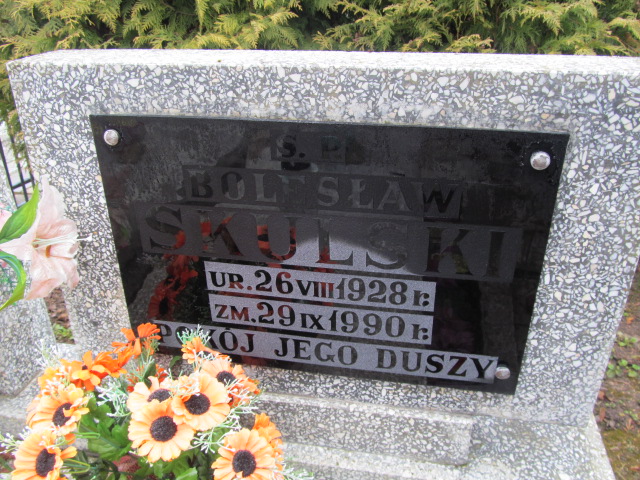 Ś. P.
BOLESŁAW
SKULSKI
UR. 26 VIII 1928 r.
ZM. 29 IX 1990 r.
POKÓJ JEGO DUSZY